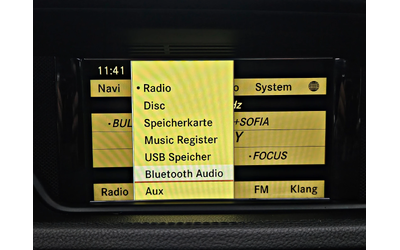 11:41
Navi • Radio o System
Disc dz
• BUL Speicherkarte +SOFIA
Music Register Y
USB Speicher • FOCUS
Bluetooth Audio
Radio Aux FM Klang